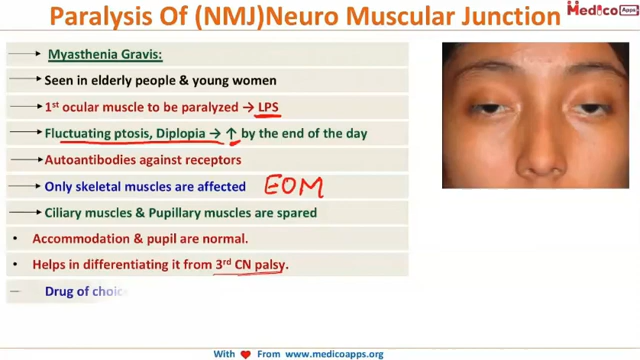 Paralysis Of (NMJ)Neuro Muscular Junction
Medico Apps
Myasthenia Gravis:
Seen in elderly people & young women
1st ocular muscle to be paralyzed → LPS
Fluctuating ptosis, Diplopia → ↑ by the end of the day
Autoantibodies against receptors
Only skeletal muscles are affected EOM
Ciliary muscles & Pupillary muscles are spared
• Accommodation & pupil are normal.
• Helps in differentiating it from 3rd CN palsy.
Drug of choice
With ❤ From www.medicoapps.org